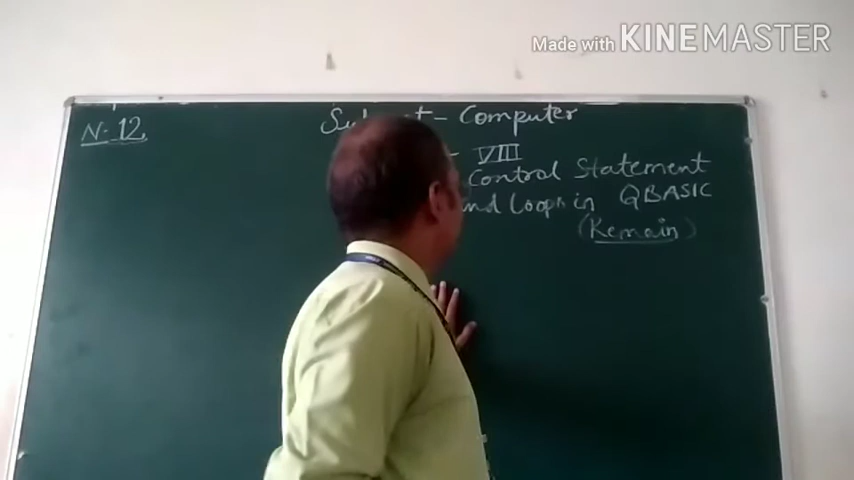 Made with KINEMASTER
N-12
Computer
VIII
Control Statement
Loops in QBASIC
(Remain)